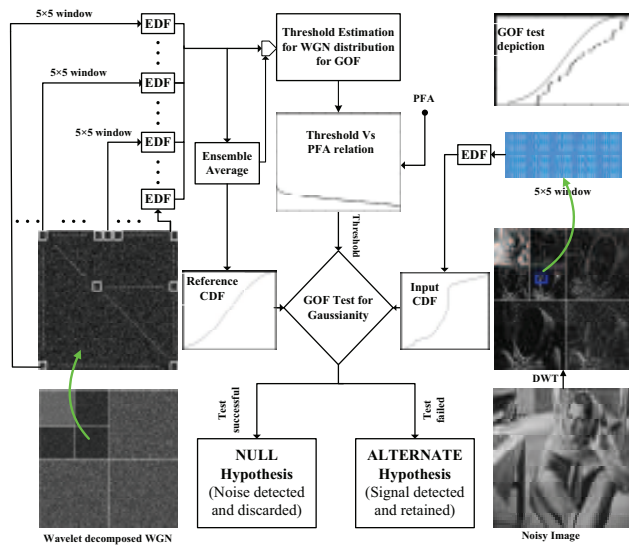 5×5 window
EDF
5×5 window
EDF
5×5 window
EDF
EDF
Threshold Estimation
for WGN distribution
for GOF
GOF test
depiction
PFA
Threshold Vs
PFA relation
Ensemble
Average
EDF
5×5 window
Threshold
Reference
CDF
GOF Test for
Gaussianity
Input
CDF
DWT
Test
successful
Test
failed
NULL
Hypothesis
(Noise detected
and discarded)
ALTERNATE
Hypothesis
(Signal detected
and retained)
Wavelet decomposed WGN
Noisy Image